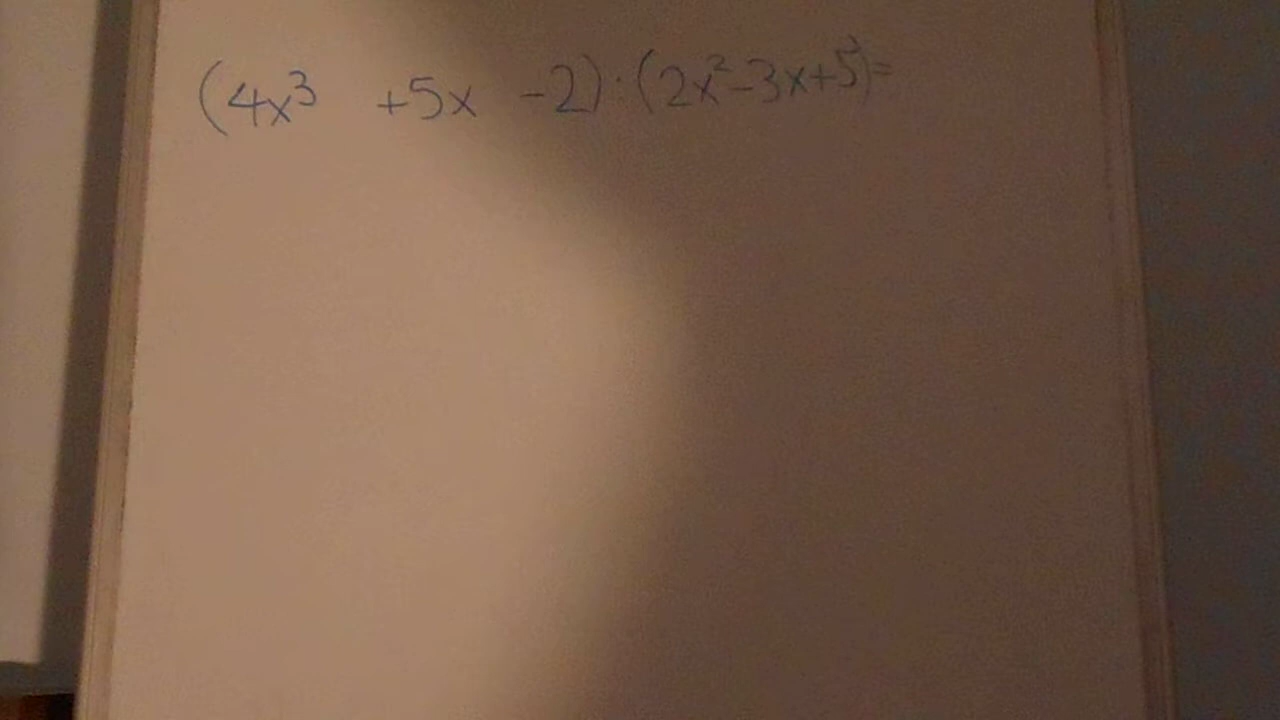 (4x³ +5x -2):(2x²-3x+5)=